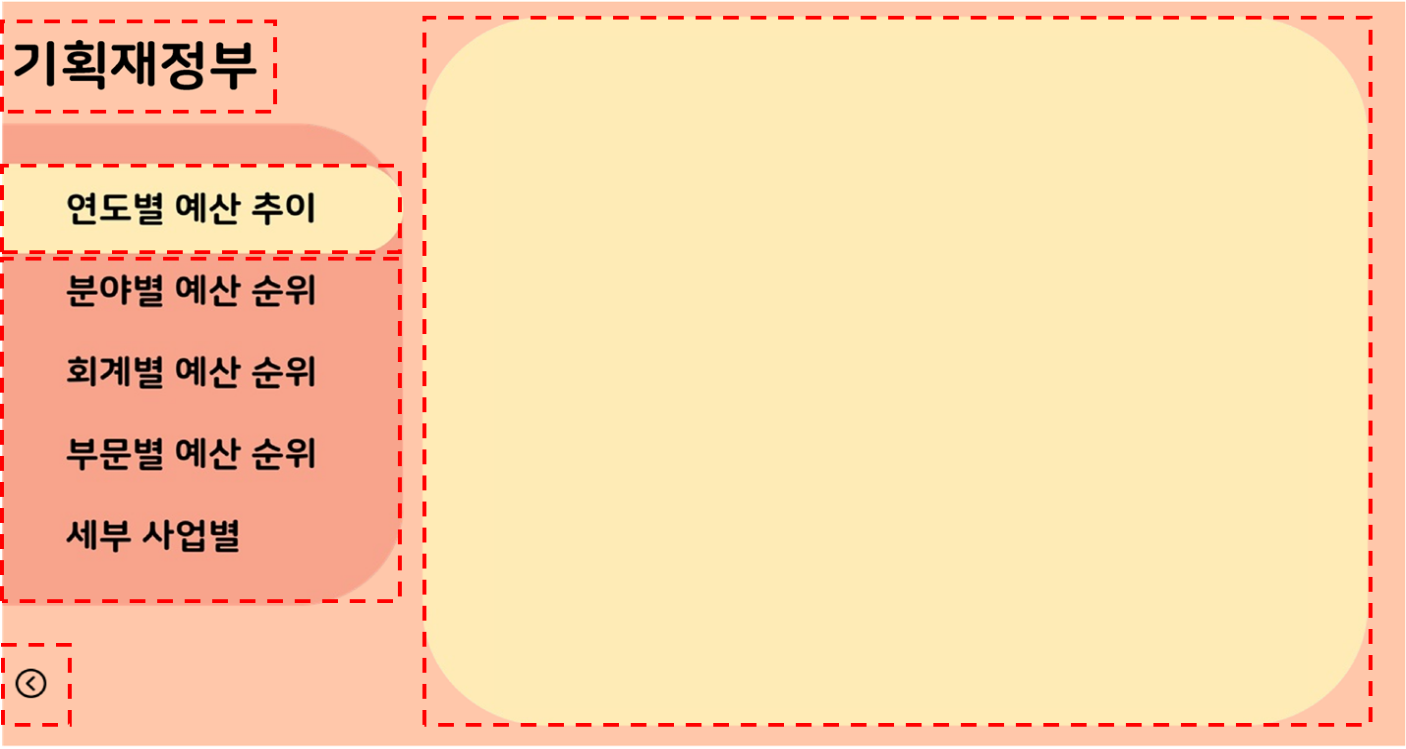 기획재정부
연도별 예산 추이
분야별 예산 순위
회계별 예산 순위
부문별 예산 순위
세부 사업별